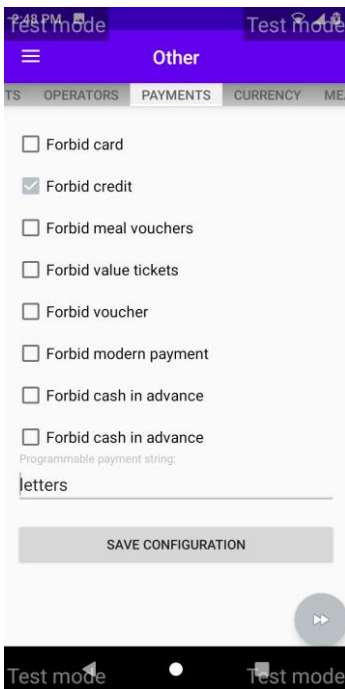 2:48 PM
Test mode
Test mode
Other
TS OPERATORS PAYMENTS CURRENCY ME
Forbid card
Forbid credit
Forbid meal vouchers
Forbid value tickets
Forbid voucher
Forbid modern payment
Forbid cash in advance
Forbid cash in advance
Programmable payment string:
letters
SAVE CONFIGURATION
Test mode
Test mode